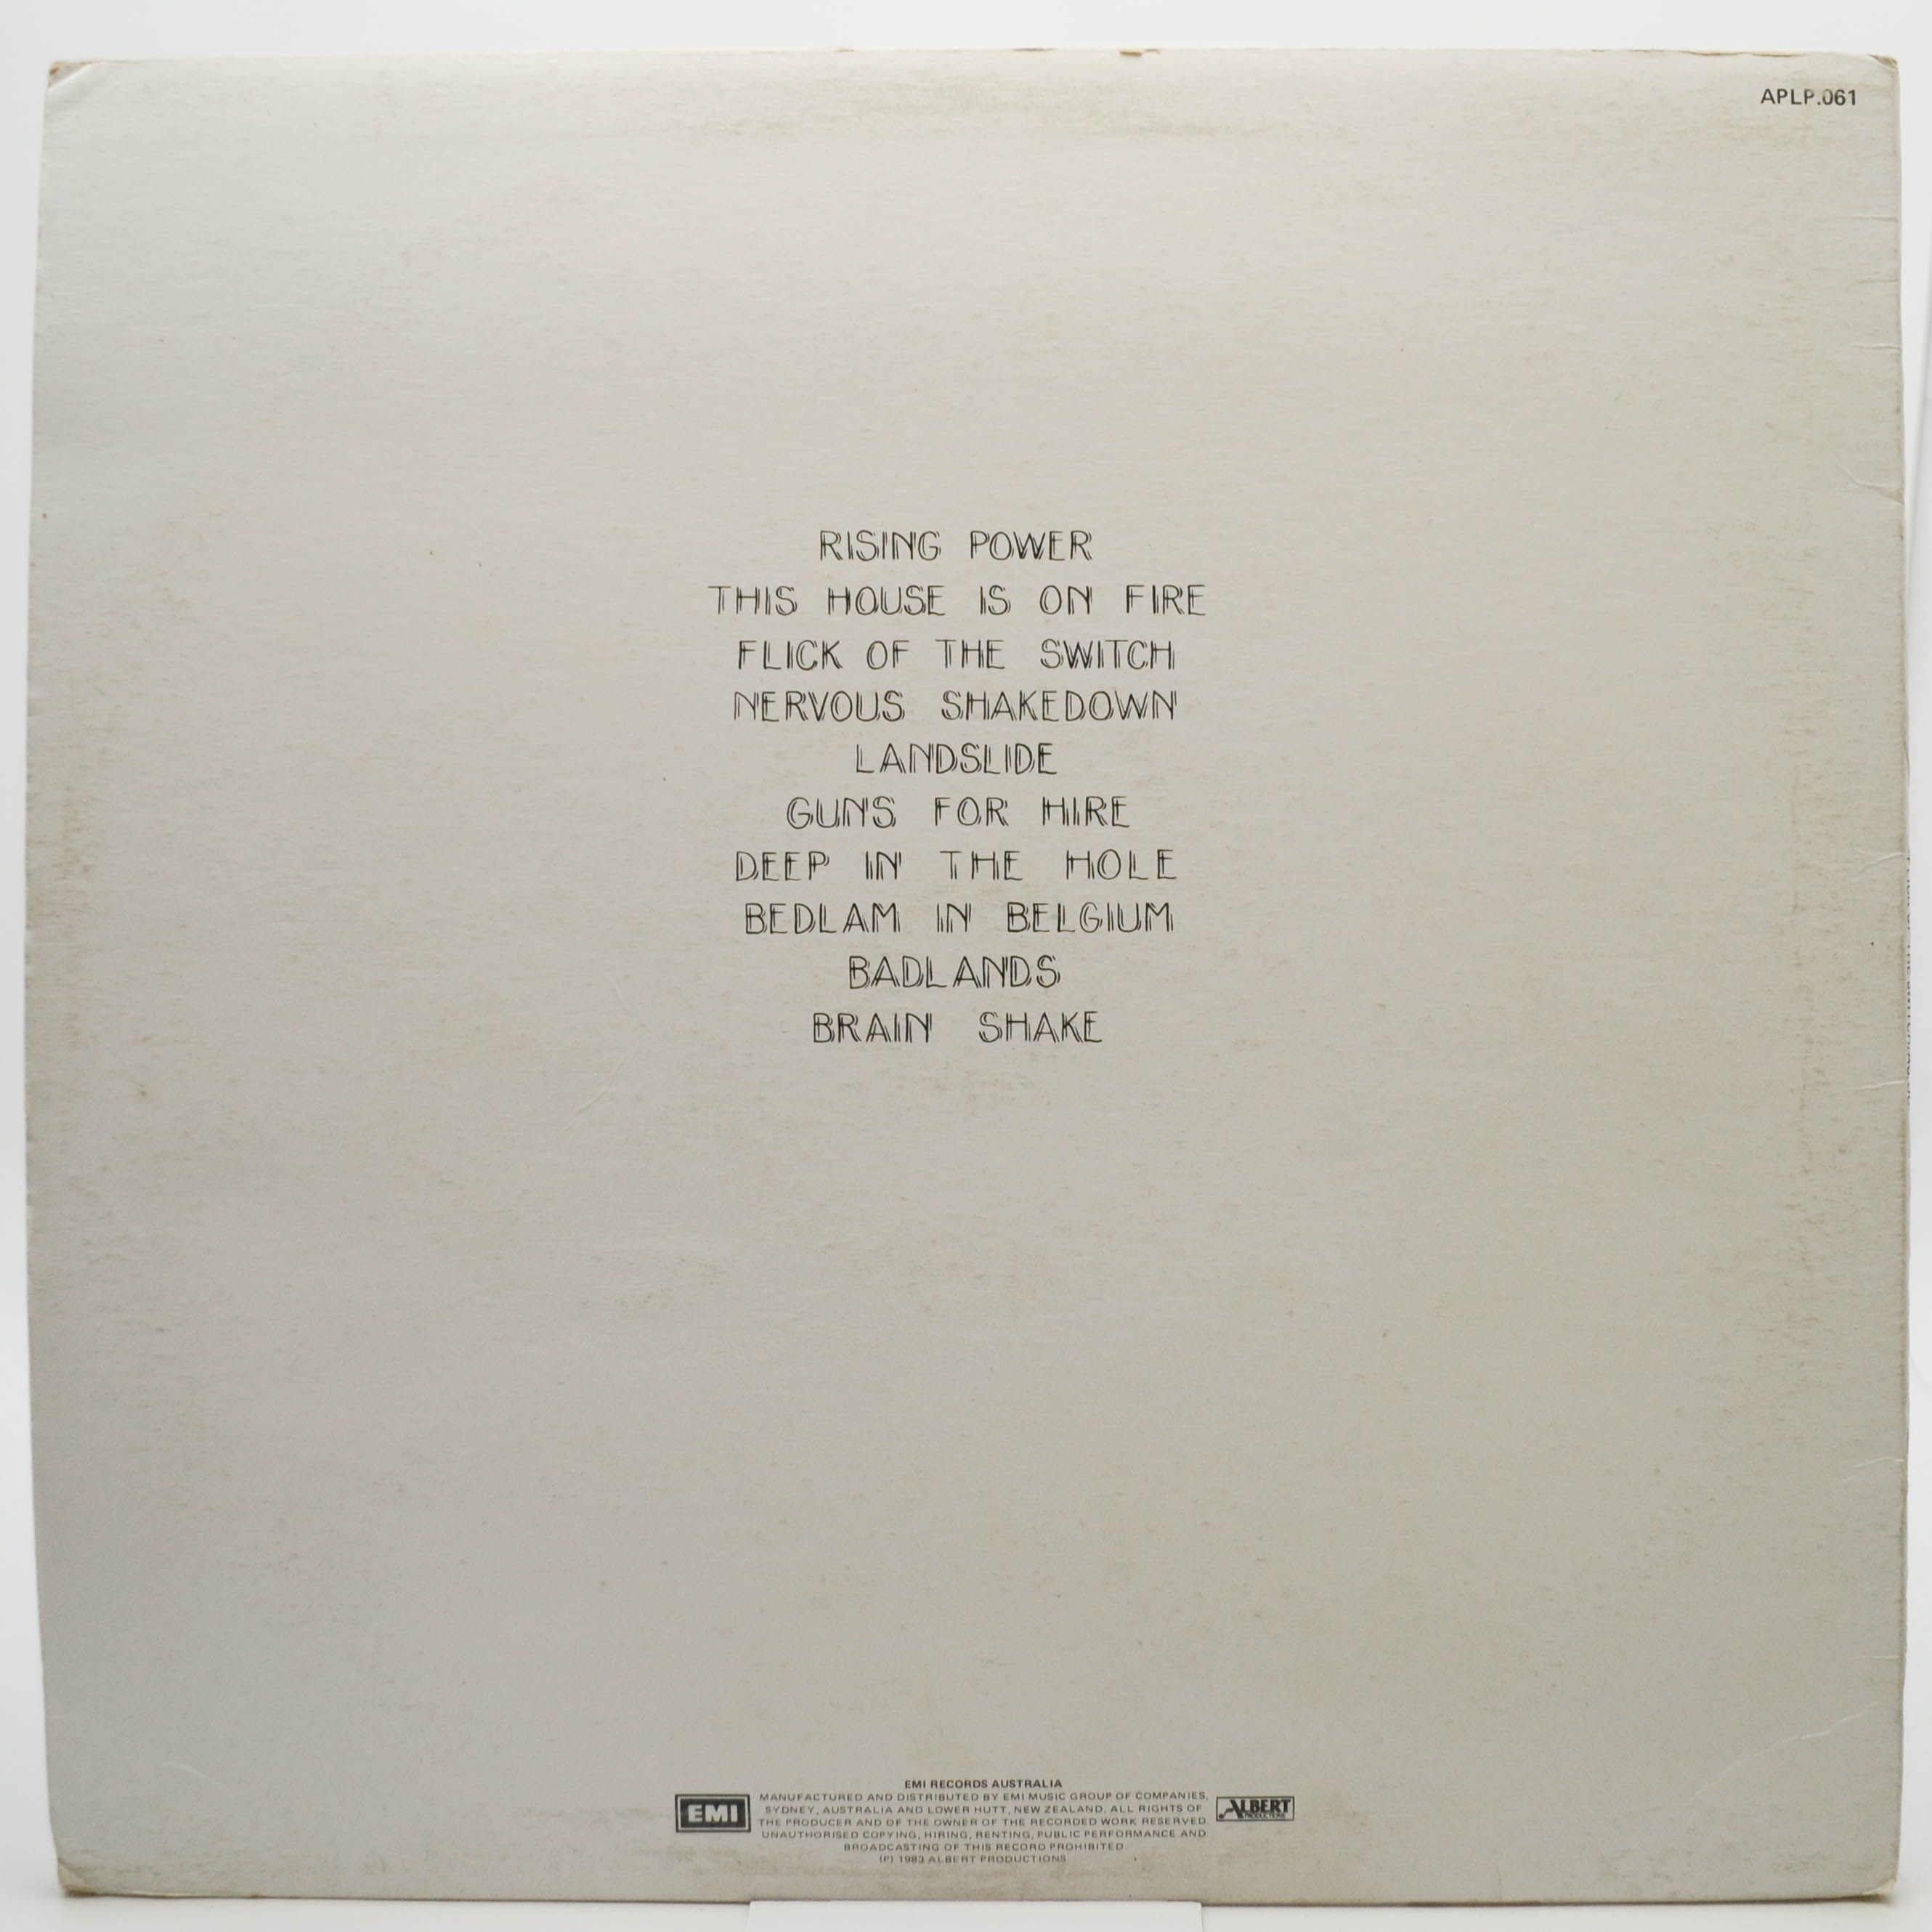 APLP.061
RISING POWER
THIS HOUSE IS ON FIRE
FLICK OF THE SWITCH
NERVOUS SHAKEDOWN
LANDSLIDE
GUNS FOR HIRE
DEEP IN THE HOLE
BEDLAM IN BELGIUM
BADLANDS
BRAIN SHAKE
EMI RECORDS AUSTRALIA
EMI
MANUFACTURED AND DISTRIBUTED BY EMI MUSIC GROUP OF COMPANIES,
SYDNEY, AUSTRALIA AND LOWER HUTT, NEW ZEALAND. ALL RIGHTS OF
THE PRODUCER AND OF THE OWNER OF THE RECORDED WORK RESERVED.
UNAUTHORISED COPYING, HIRING, RENTING, PUBLIC PERFORMANCE AND
BROADCASTING OF THIS RECORD PROHIBITED.
(P) 1983 ALBERT PRODUCTIONS
ALBERT
PRODUCTIONS